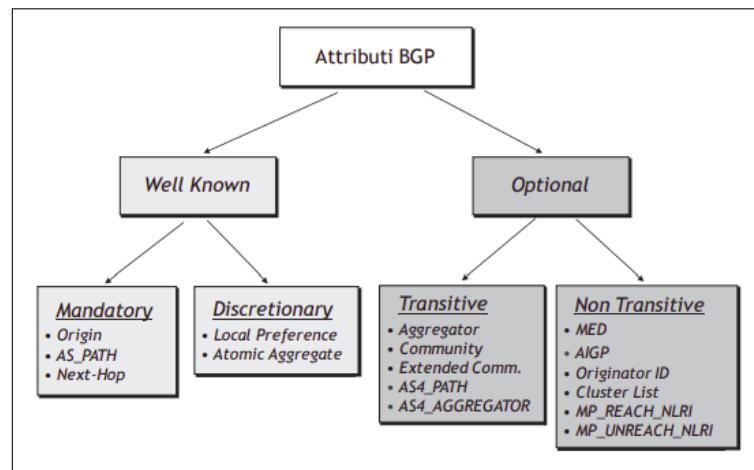 Attributi BGP
Well Known
Optional
Mandatory
• Origin
• AS_PATH
• Next-Hop
Discretionary
• Local Preference
• Atomic Aggregate
Transitive
• Aggregator
• Community
• Extended Comm.
• AS4_PATH
• AS4_AGGREGATOR
Non Transitive
• MED
• AIGP
• Originator ID
• Cluster List
• MP_REACH_NLRI
• MP_UNREACH_NLRI